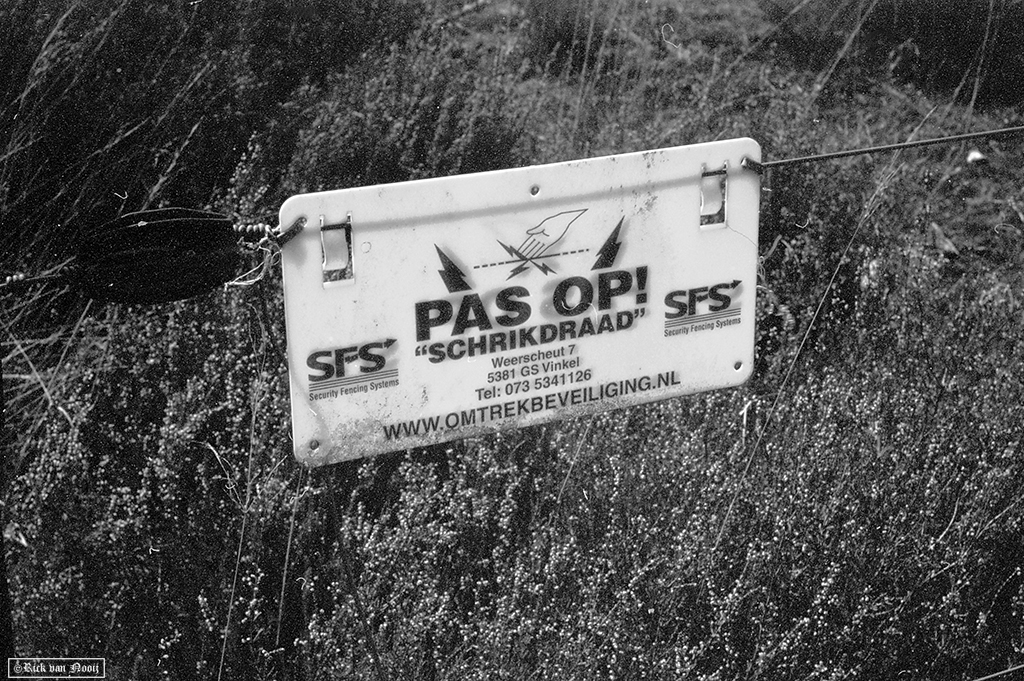 PAS OP!
"SCHRIKDRAAD"
SFS
Security Fencing Systems
SFS
Security Fencing Systems
Weerscheut 7
5381 GS Vinkel
Tel: 073 5341126
WWW.OMTREKBEVEILIGING.NL
©Rick van Nooij